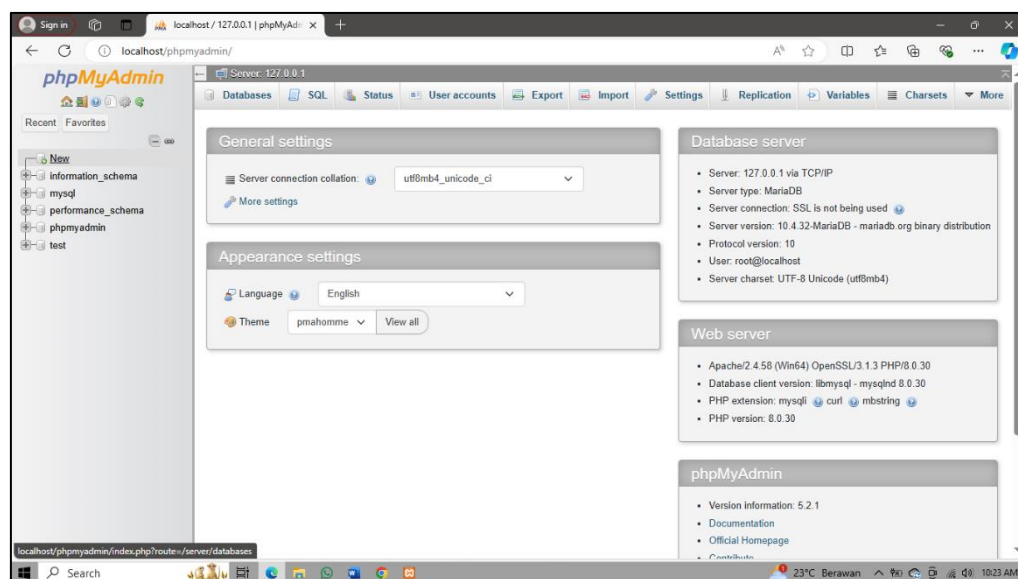 Sign in
localhost / 127.0.0.1 | phpMyAd
localhost/phpmyadmin/
phpMyAdmin
Recent Favorites
New
information_schema
mysql
performance_schema
phpmyadmin
test
Server: 127.0.0.1
Databases SQL Status User accounts Export Import Settings Replication Variables Charsets More
General settings
Server connection collation: utf8mb4_unicode_ci
More settings
Appearance settings
Language English
Theme pmahomme View all
Database server
Server: 127.0.0.1 via TCP/IP
Server type: MariaDB
Server connection: SSL is not being used
Server version: 10.4.32-MariaDB - mariadb.org binary distribution
Protocol version: 10
User: root@localhost
Server charset: UTF-8 Unicode (utf8mb4)
Web server
Apache/2.4.58 (Win64) OpenSSL/3.1.3 PHP/8.0.30
Database client version: libmysql - mysqlnd 8.0.30
PHP extension: mysqli curl mbstring
PHP version: 8.0.30
phpMyAdmin
Version information: 5.2.1
Documentation
Official Homepage
Contribute
localhost/phpmyadmin/index.php?route=/server/databases
Search
23°C Berawan 10:23 AM